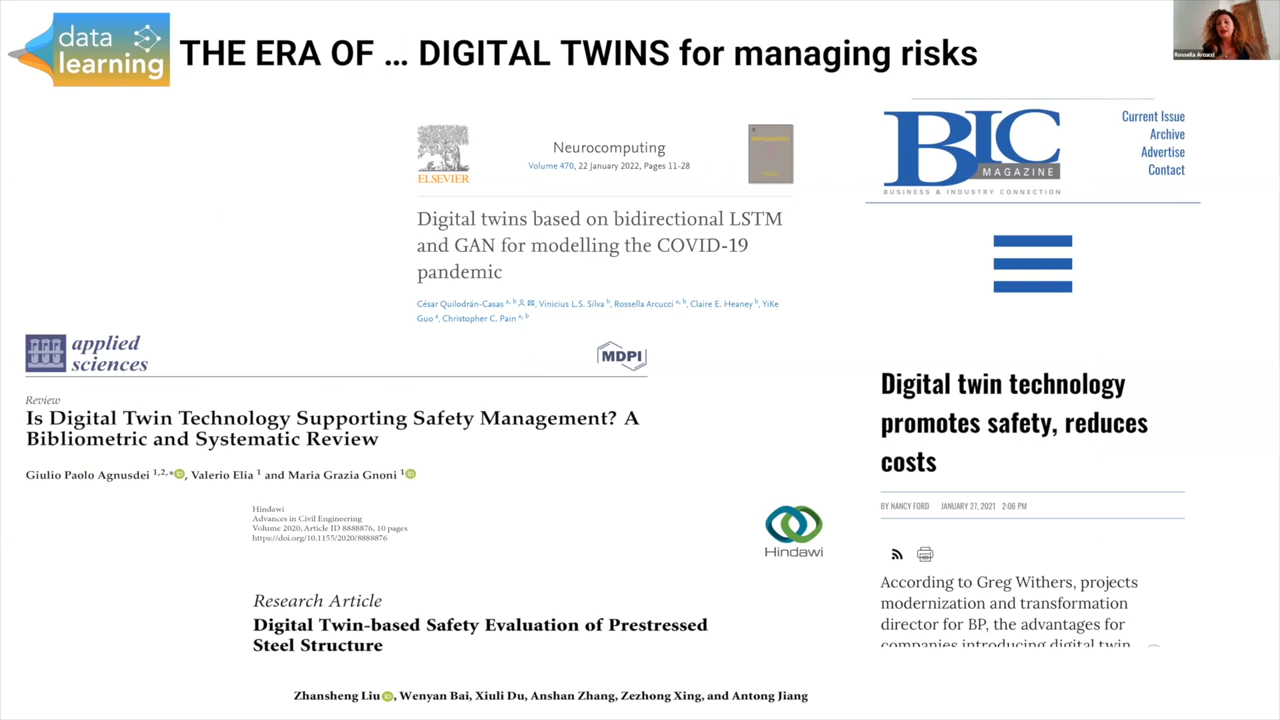 data
learning
THE ERA OF ... DIGITAL TWINS for managing risks
Rossella Arcucci
ELSEVIER
Neurocomputing
Volume 470, 22 January 2022, Pages 11-28
Digital twins based on bidirectional LSTM
and GAN for modelling the COVID-19
pandemic
César Quilodrán-Casas a, b, Vinicius L.S. Silva b, Rossella Arcucci a, b, Claire E. Heaney b, YiKe
Guo a, Christopher C. Pain a, b
BIC
MAGAZINE
BUSINESS & INDUSTRY CONNECTION
Current Issue
Archive
Advertise
Contact
applied
sciences
MDPI
Review
Is Digital Twin Technology Supporting Safety Management? A
Bibliometric and Systematic Review
Giulio Paolo Agnusdei 1,2,*, Valerio Elia 1 and Maria Grazia Gnoni 1
Digital twin technology
promotes safety, reduces
costs
BY NANCY FORD JANUARY 27, 2021 2:06 PM
According to Greg Withers, projects
modernization and transformation
director for BP, the advantages for
companies introducing digital twin
Hindawi
Advances in Civil Engineering
Volume 2020, Article ID 8888876, 10 pages
https://doi.org/10.1155/2020/8888876
Hindawi
Research Article
Digital Twin-based Safety Evaluation of Prestressed
Steel Structure
Zhansheng Liu, Wenyan Bai, Xiuli Du, Anshan Zhang, Zezhong Xing, and Antong Jiang